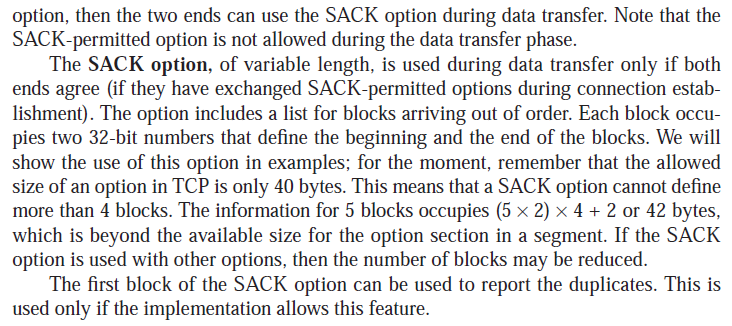 option, then the two ends can use the SACK option during data transfer. Note that the
SACK-permitted option is not allowed during the data transfer phase.
The SACK option, of variable length, is used during data transfer only if both
ends agree (if they have exchanged SACK-permitted options during connection estab-
lishment). The option includes a list for blocks arriving out of order. Each block occu-
pies two 32-bit numbers that define the beginning and the end of the blocks. We will
show the use of this option in examples; for the moment, remember that the allowed
size of an option in TCP is only 40 bytes. This means that a SACK option cannot define
more than 4 blocks. The information for 5 blocks occupies (5 × 2) × 4 + 2 or 42 bytes,
which is beyond the available size for the option section in a segment. If the SACK
option is used with other options, then the number of blocks may be reduced.
The first block of the SACK option can be used to report the duplicates. This is
used only if the implementation allows this feature.